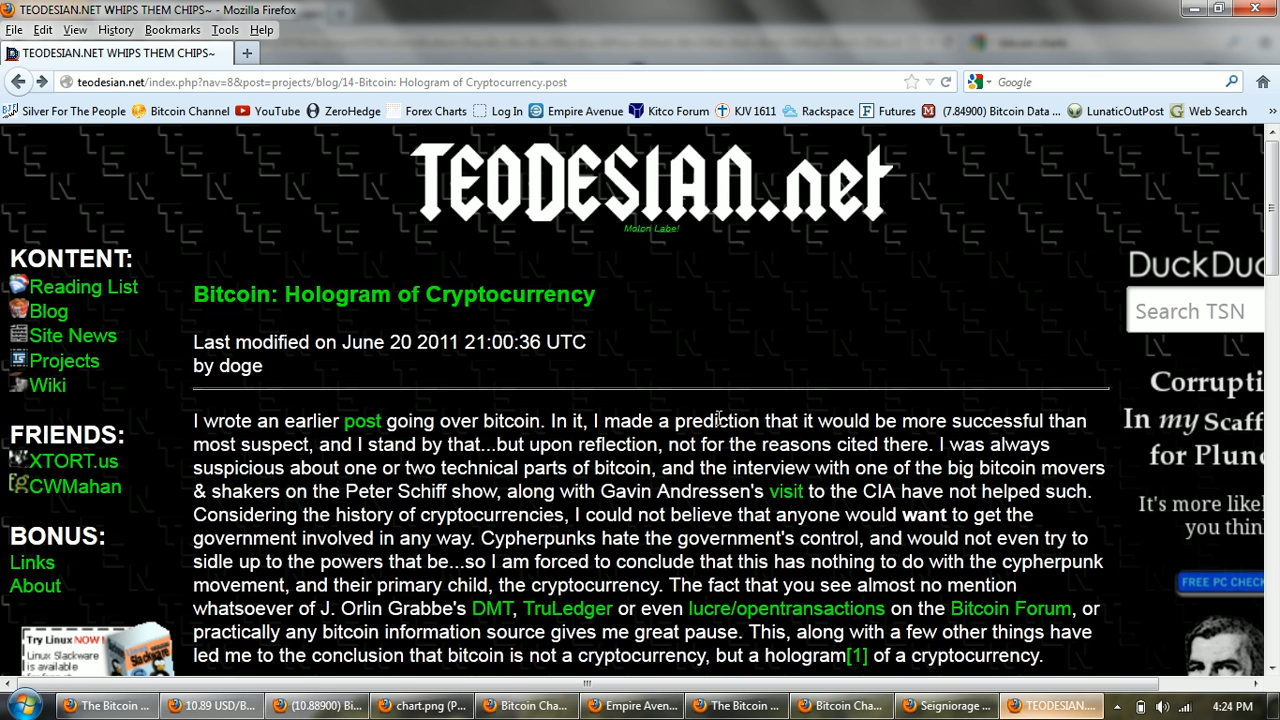 TEODESIAN.NET WHIPS THEM CHIPS~ - Mozilla Firefox
File Edit View History Bookmarks Tools Help
TEODESIAN.NET WHIPS THEM CHIPS~
teodesian.net/index.php?nav=8&post=projects/blog/14-Bitcoin: Hologram of Cryptocurrency.post
Google
Silver For The People Bitcoin Channel YouTube ZeroHedge Forex Charts Log In Empire Avenue Kitco Forum KJV 1611 Rackspace Futures (7.84900) Bitcoin Data ... LunaticOutPost Web Search
TEODESIAN.net
Molon Labe!
KONTENT:
Reading List
Blog
Site News
Projects
Wiki
FRIENDS:
XTORT.us
CWMahan
BONUS:
Links
About
Try Linux NOW!
Linux Slackware
is available
Bitcoin: Hologram of Cryptocurrency
Last modified on June 20 2011 21:00:36 UTC
by doge
I wrote an earlier post going over bitcoin. In it, I made a prediction that it would be more successful than
most suspect, and I stand by that...but upon reflection, not for the reasons cited there. I was always
suspicious about one or two technical parts of bitcoin, and the interview with one of the big bitcoin movers
& shakers on the Peter Schiff show, along with Gavin Andressen's visit to the CIA have not helped such.
Considering the history of cryptocurrencies, I could not believe that anyone would want to get the
government involved in any way. Cypherpunks hate the government's control, and would not even try to
sidle up to the powers that be...so I am forced to conclude that this has nothing to do with the cypherpunk
movement, and their primary child, the cryptocurrency. The fact that you see almost no mention
whatsoever of J. Orlin Grabbe's DMT, TruLedger or even lucre/opentransactions on the Bitcoin Forum, or
practically any bitcoin information source gives me great pause. This, along with a few other things have
led me to the conclusion that bitcoin is not a cryptocurrency, but a hologram[1] of a cryptocurrency.
DuckDuc
Search TSN
Corrupti
In my Scaff
for Plunc
It's more likel
you thin
FREE PC CHECK
The Bitcoin ... 10.89 USD/B... (10.88900) Bi... chart.png (P... Bitcoin Cha... Empire Aven... The Bitcoin ... Bitcoin Cha... Seigniorage ... TEODESIAN....
4:24 PM